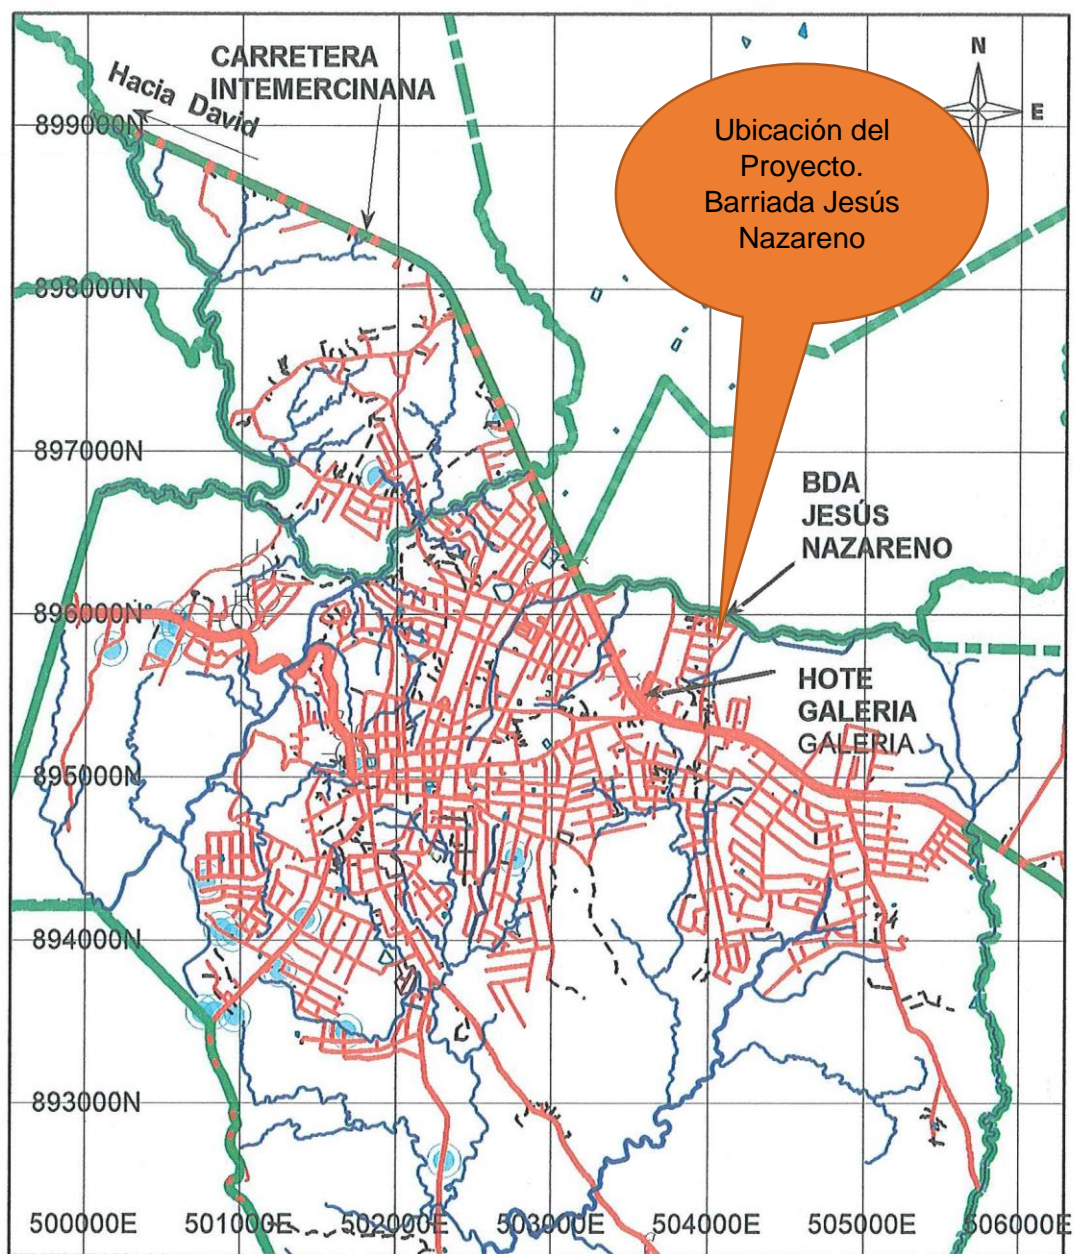 CARRETERA
INTEMERCINANA
Hacia David
N
E
Ubicación del
Proyecto.
Barriada Jesús
Nazareno
899000N
898000N
897000N
BDA
JESÚS
NAZARENO
896000N
HOTE
GALERIA
GALERIA
895000N
894000N
893000N
500000E
501000E
502000E
503000E
504000E
505000E
506000E